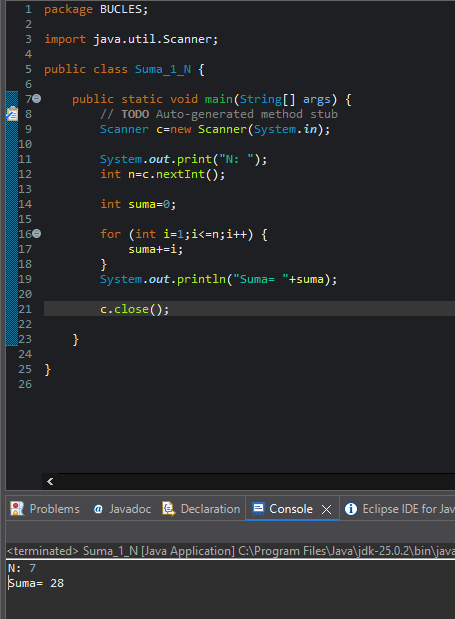 1 package BUCLES;
2
3 import java.util.Scanner;
4
5 public class Suma_1_N {
6
7 public static void main(String[] args) {
8 // TODO Auto-generated method stub
9 Scanner c=new Scanner(System.in);
10
11 System.out.print("N: ");
12 int n=c.nextInt();
13
14 int suma=0;
15
16 for (int i=1;i<=n;i++) {
17 suma+=i;
18 }
19 System.out.println("Suma= "+suma);
20
21 c.close();
22
23 }
24
25 }
26
Problems @ Javadoc Declaration Console Eclipse IDE for Jav
<terminated> Suma_1_N [Java Application] C:\Program Files\Java\jdk-25.0.2\bin\java
N: 7
Suma= 28